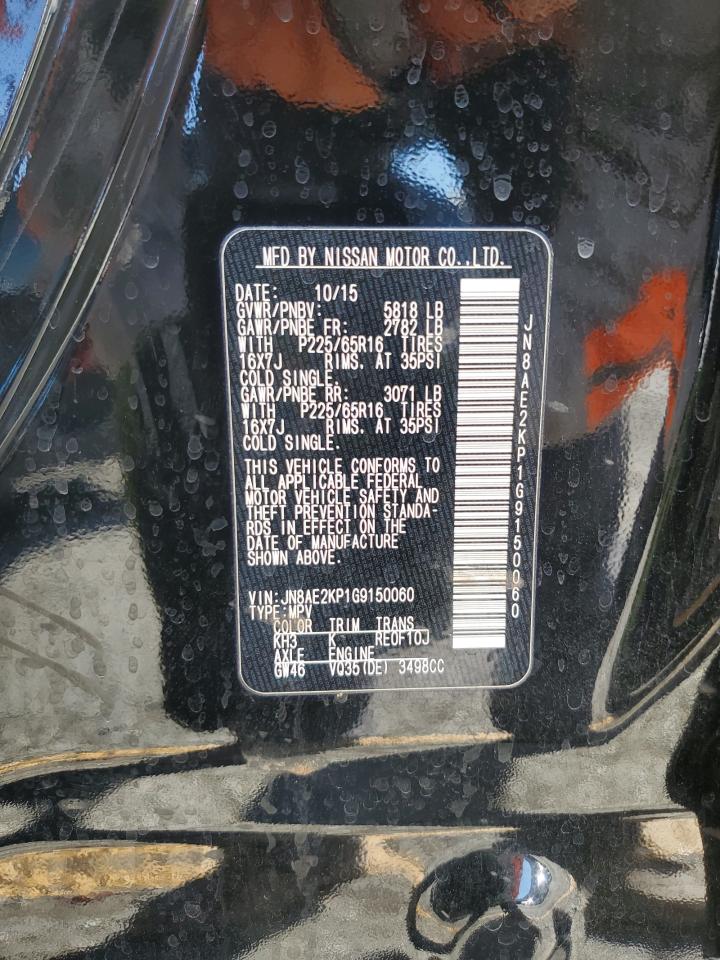 MFD BY NISSAN MOTOR CO.,LTD.
DATE: 10/15
GVWR/PNBV: 5818 LB
GAWR/PNBE FR: 2782 LB
WITH P225/65R16 TIRES
16X7J RIMS. AT 35PSI
COLD SINGLE.
GAWR/PNBE RR: 3071 LB
WITH P225/65R16 TIRES
16X7J RIMS. AT 35PSI
COLD SINGLE.
THIS VEHICLE CONFORMS TO
ALL APPLICABLE FEDERAL
MOTOR VEHICLE SAFETY AND
THEFT PREVENTION STANDA-
RDS IN EFFECT ON THE
DATE OF MANUFACTURE
SHOWN ABOVE.
VIN:JN8AE2KP1G9150060
TYPE:MPV
COLOR TRIM TRANS
KH3 K RE0F10J
AXLE ENGINE
GW46 VQ35(DE) 3498CC
JN8AE2KP1G9150060